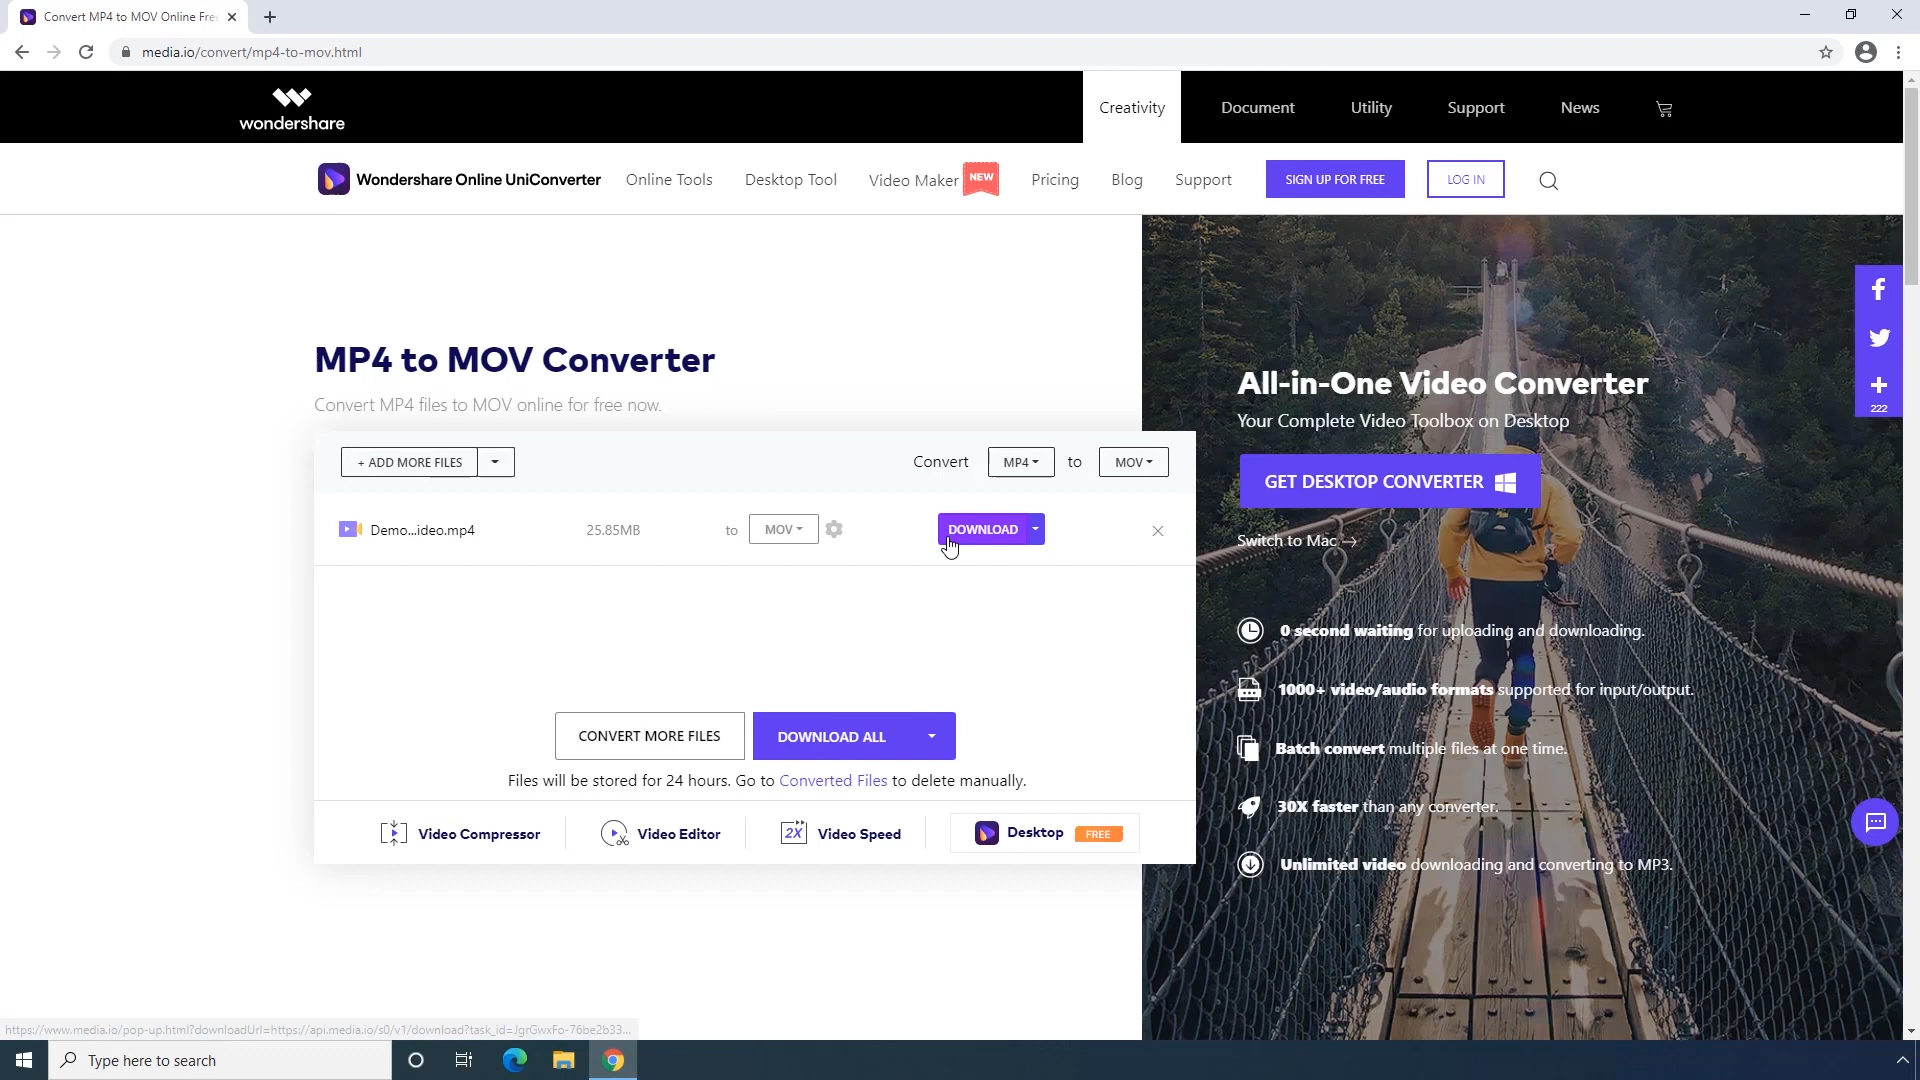 Convert MP4 to MOV Online Free
media.io/convert/mp4-to-mov.html
wondershare
Creativity
Document
Utility
Support
News
Wondershare Online UniConverter
Online Tools
Desktop Tool
Video Maker
NEW
Pricing
Blog
Support
SIGN UP FOR FREE
LOG IN
MP4 to MOV Converter
Convert MP4 files to MOV online for free now.
+ ADD MORE FILES
Convert
MP4
to
MOV
Demo...ideo.mp4
25.85MB
to
MOV
DOWNLOAD
CONVERT MORE FILES
DOWNLOAD ALL
Files will be stored for 24 hours. Go to Converted Files to delete manually.
Video Compressor
Video Editor
2X
Video Speed
Desktop
FREE
All-in-One Video Converter
Your Complete Video Toolbox on Desktop
GET DESKTOP CONVERTER
Switch to Mac
0 second waiting for uploading and downloading.
1000+ video/audio formats supported for input/output.
Batch convert multiple files at one time.
30X faster than any converter.
Unlimited video downloading and converting to MP3.
222
https://www.media.io/pop-up.html?downloadUrl=https://api.media.io/s0/v1/download?task_id=JgrGwxFo-76be2b33...
Type here to search